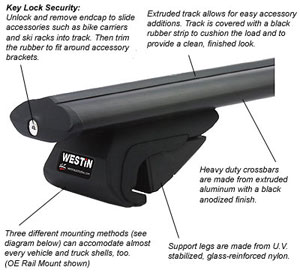 Key Lock Security:
Unlock and remove endcap to slide
accessories such as bike carriers
and ski racks into track. Then trim
the rubber to fit around accessory
brackets.
Extruded track allows for easy accessory
additions. Track is covered with a black
rubber strip to cushion the load and to
provide a clean, finished look.
WESTiN
Heavy duty crossbars
are made from extruded
aluminum with a black
anodized finish.
Three different mounting methods (see
diagram below) can accomodate almost
every vehicle and truck shells, too.
(OE Rail Mount shown)
Support legs are made from U.V.
stabilized, glass-reinforced nylon.